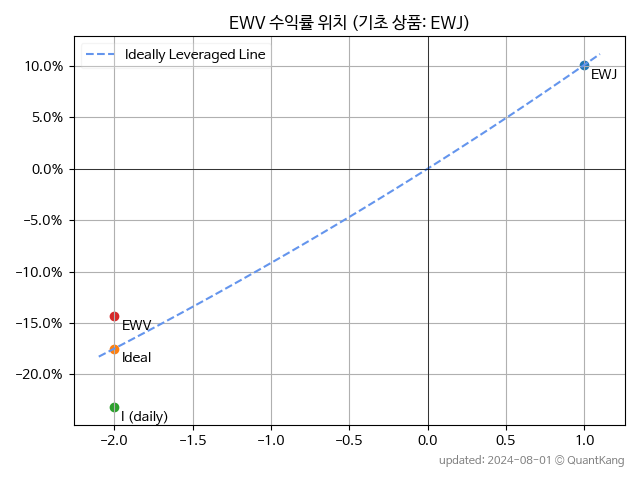 EWV 수익률 위치 (기초 상품: EWJ)
Ideally Leveraged Line
10.0%
5.0%
0.0%
-5.0%
-10.0%
-15.0%
-20.0%
EWJ
EWV
Ideal
I (daily)
-2.0 -1.5 -1.0 -0.5 0.0 0.5 1.0
updated: 2024-08-01 © QuantKang